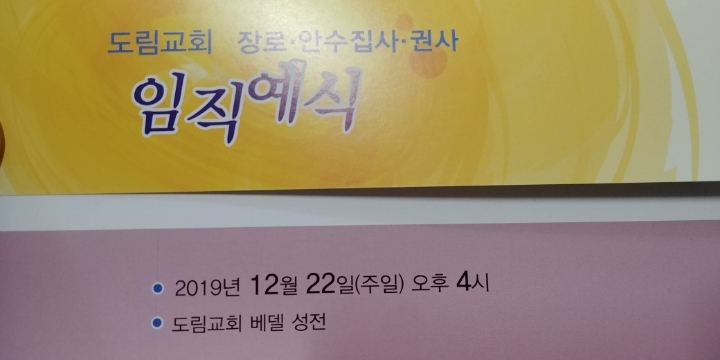 도림교회 장로·안수집사·권사
임직예식
• 2019년 12월 22일(주일) 오후 4시
• 도림교회 베델 성전